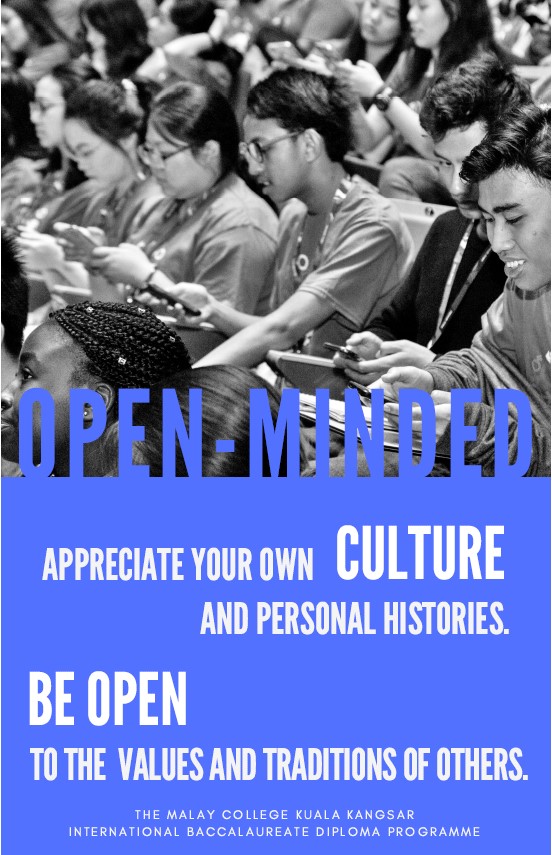 OPEN-MINDED
APPRECIATE YOUR OWN CULTURE
AND PERSONAL HISTORIES.
BE OPEN
TO THE VALUES AND TRADITIONS OF OTHERS.
THE MALAY COLLEGE KUALA KANGSAR
INTERNATIONAL BACCALAUREATE DIPLOMA PROGRAMME